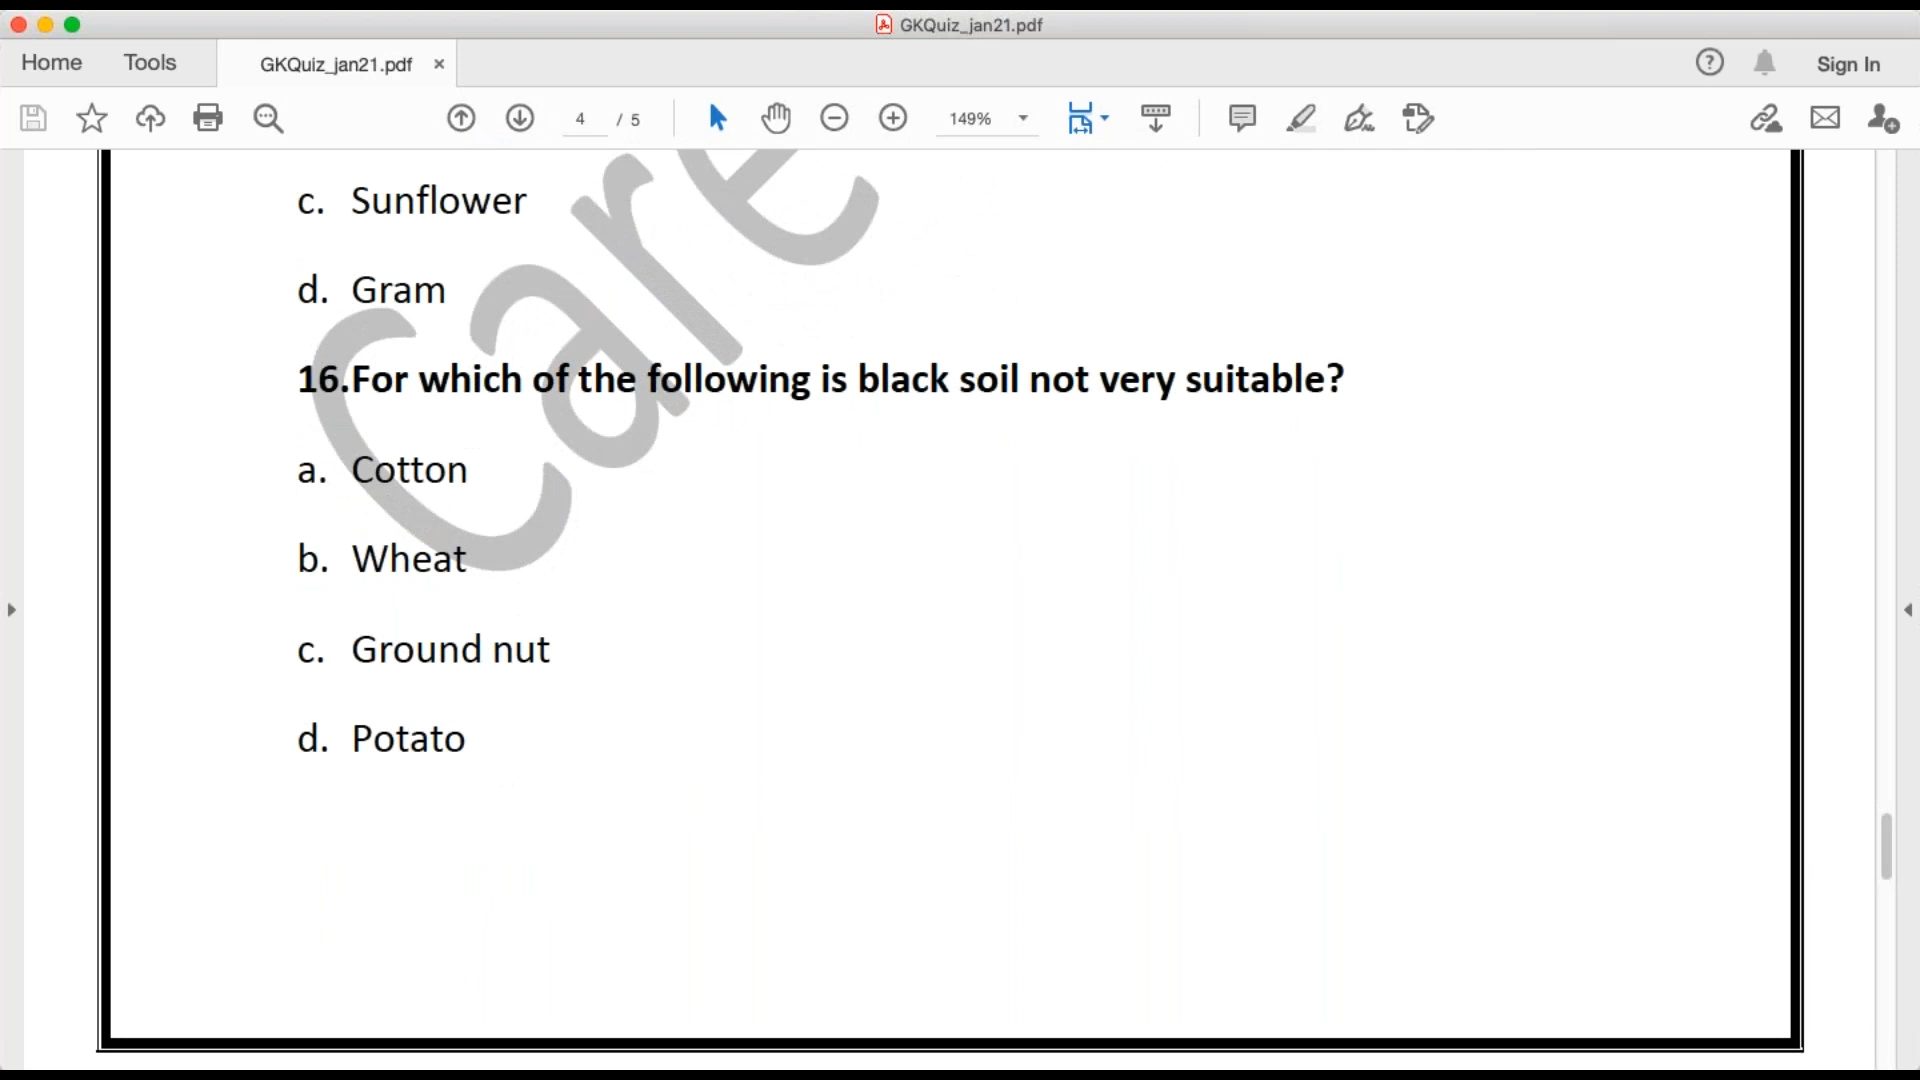 GKQuiz_jan21.pdf
Home Tools GKQuiz_jan21.pdf × ? Sign In
4 / 5 149%
c. Sunflower
d. Gram
16.For which of the following is black soil not very suitable?
a. Cotton
b. Wheat
c. Ground nut
d. Potato
Care